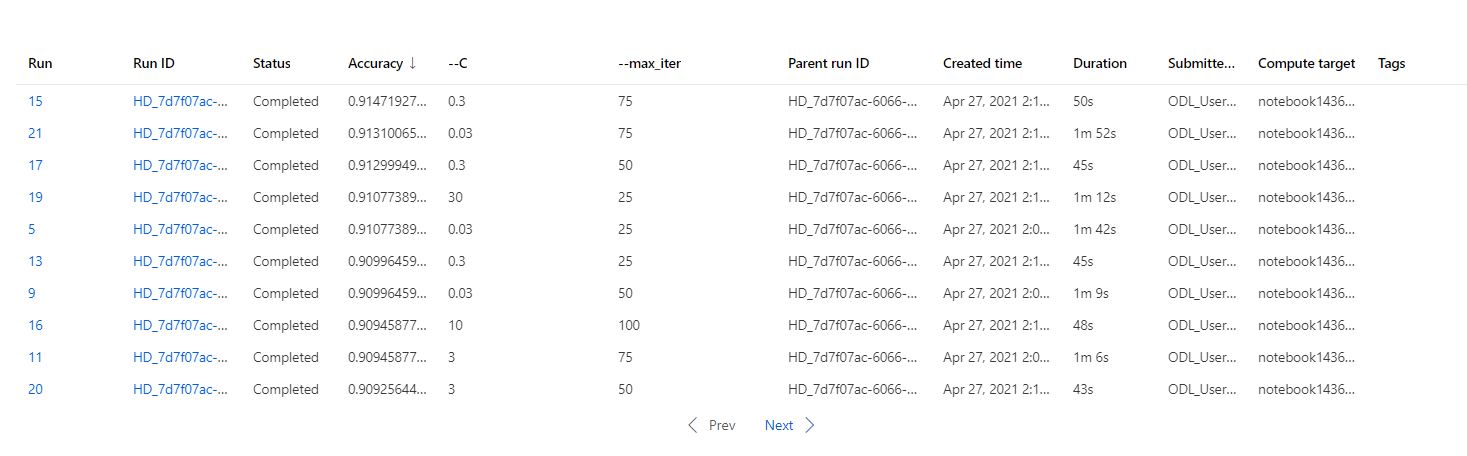 Run Run ID Status Accuracy ↓ --C --max_iter Parent run ID Created time Duration Submitte... Compute target Tags
15 HD_7d7f07ac-... Completed 0.91471927... 0.3 75 HD_7d7f07ac-6066-... Apr 27, 2021 2:1... 50s ODL_User... notebook1436...
21 HD_7d7f07ac-... Completed 0.91310065... 0.03 75 HD_7d7f07ac-6066-... Apr 27, 2021 2:1... 1m 52s ODL_User... notebook1436...
17 HD_7d7f07ac-... Completed 0.91299949... 0.3 50 HD_7d7f07ac-6066-... Apr 27, 2021 2:1... 45s ODL_User... notebook1436...
19 HD_7d7f07ac-... Completed 0.91077389... 30 25 HD_7d7f07ac-6066-... Apr 27, 2021 2:1... 1m 12s ODL_User... notebook1436...
5 HD_7d7f07ac-... Completed 0.91077389... 0.03 25 HD_7d7f07ac-6066-... Apr 27, 2021 2:0... 1m 42s ODL_User... notebook1436...
13 HD_7d7f07ac-... Completed 0.90996459... 0.3 25 HD_7d7f07ac-6066-... Apr 27, 2021 2:1... 45s ODL_User... notebook1436...
9 HD_7d7f07ac-... Completed 0.90996459... 0.03 50 HD_7d7f07ac-6066-... Apr 27, 2021 2:0... 1m 9s ODL_User... notebook1436...
16 HD_7d7f07ac-... Completed 0.90945877... 10 100 HD_7d7f07ac-6066-... Apr 27, 2021 2:1... 48s ODL_User... notebook1436...
11 HD_7d7f07ac-... Completed 0.90945877... 3 75 HD_7d7f07ac-6066-... Apr 27, 2021 2:0... 1m 6s ODL_User... notebook1436...
20 HD_7d7f07ac-... Completed 0.90925644... 3 50 HD_7d7f07ac-6066-... Apr 27, 2021 2:1... 43s ODL_User... notebook1436...
Prev Next